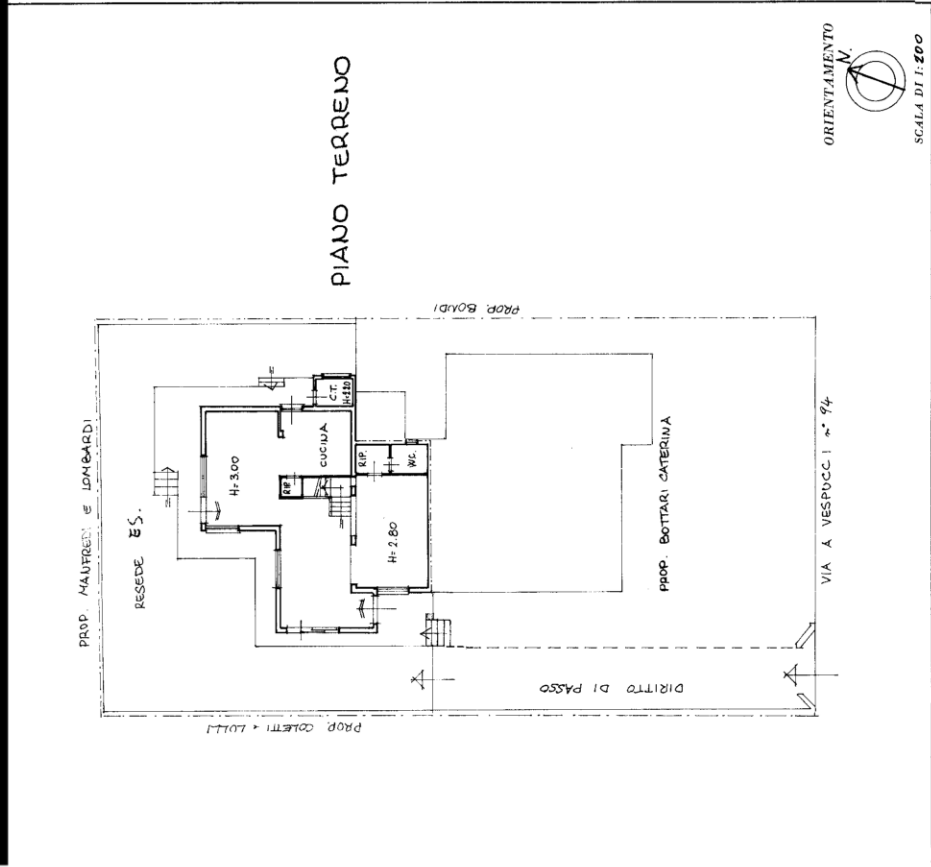 ORIENTAMENTO
N.
SCALA DI 1:200
PIANO TERRENO
PROP. BONDI
PROP. MANFREDI E LOMBARDI
RESEDE ES.
H=3.00
C.T.
H=2.20
CUCINA
RIP.
RIP.
WC.
H=2.80
PROP. BOTTARI CATERINA
VIA A VESPUCCI n° 94
DIRITTO DI PASSO
PROP. COLETTI e LULLI